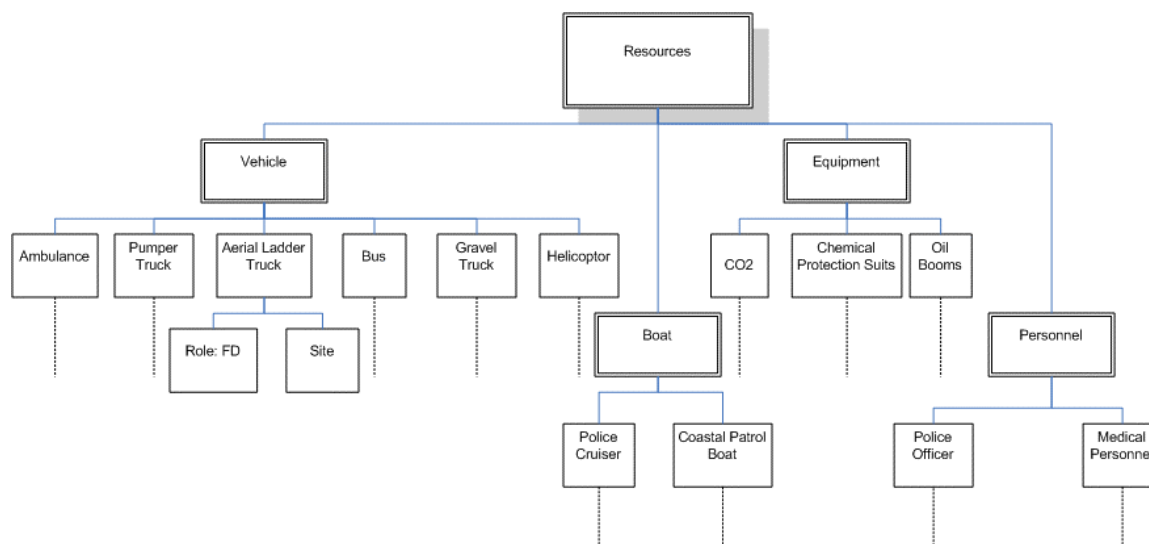 Resources
Vehicle
Equipment
Ambulance
Pumper
Truck
Aerial Ladder
Truck
Bus
Gravel
Truck
Helicoptor
CO2
Chemical
Protection Suits
Oil
Booms
Role: FD
Site
Boat
Personnel
Police
Cruiser
Coastal Patrol
Boat
Police
Officer
Medical
Personnel